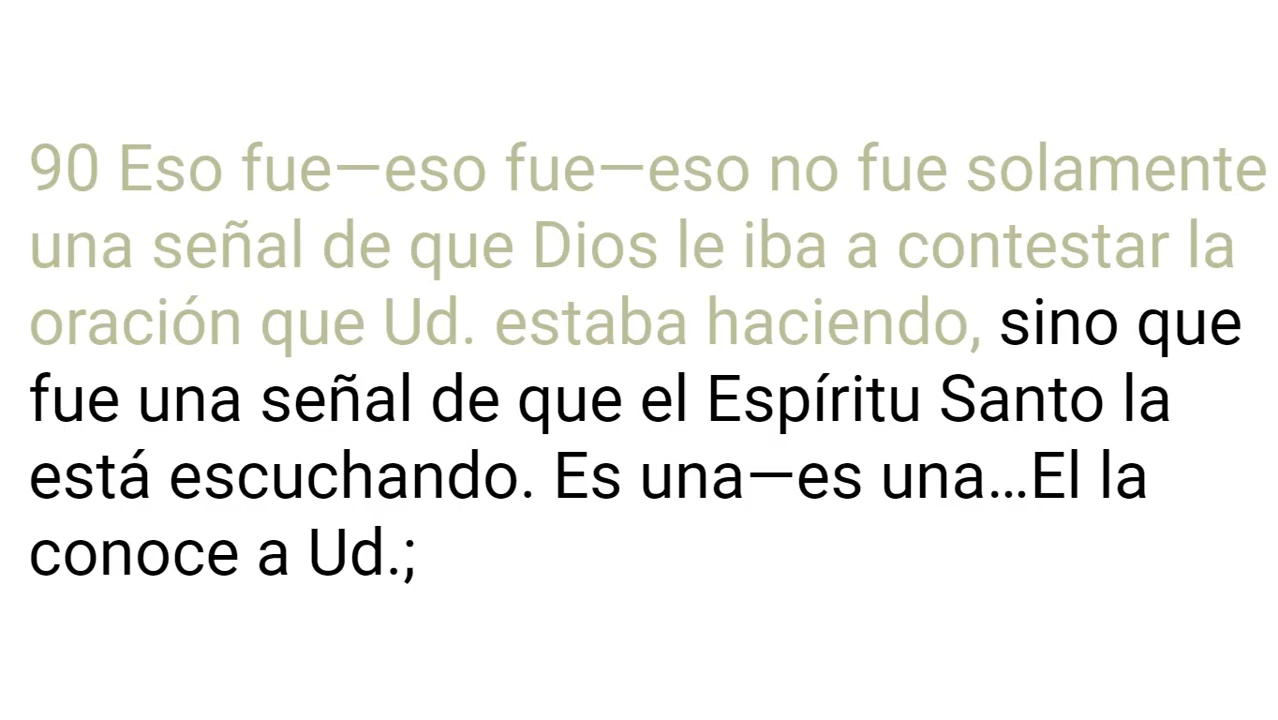 90 Eso fue—eso fue—eso no fue solamente
una señal de que Dios le iba a contestar la
oración que Ud. estaba haciendo, sino que
fue una señal de que el Espíritu Santo la
está escuchando. Es una—es una…El la
conoce a Ud.;